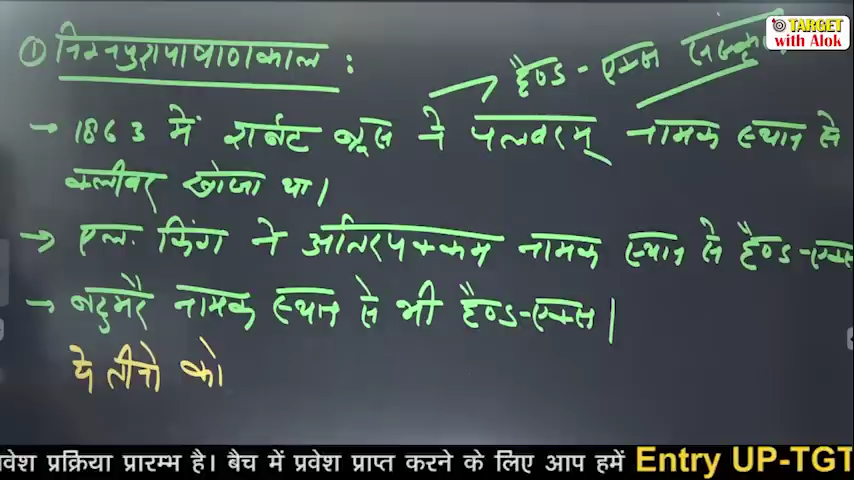 TARGET
with Alok
हैण्ड-एक्स संस्कृ
① निम्नपुरापाषाणकाल :
→ 1863 में राबर्ट ब्रूस ने पल्लवरम् नामक स्थान से
क्लीवर खोजा था।
→ एल. किंग ने अतिरपक्कम नामक स्थान से हैण्ड-एक्स
→ बदुमदुरै नामक स्थान से भी हैण्ड-एक्स।
ये तीनो को
वेश प्रक्रिया प्रारम्भ है। बैच में प्रवेश प्राप्त करने के लिए आप हमें Entry UP-TGT